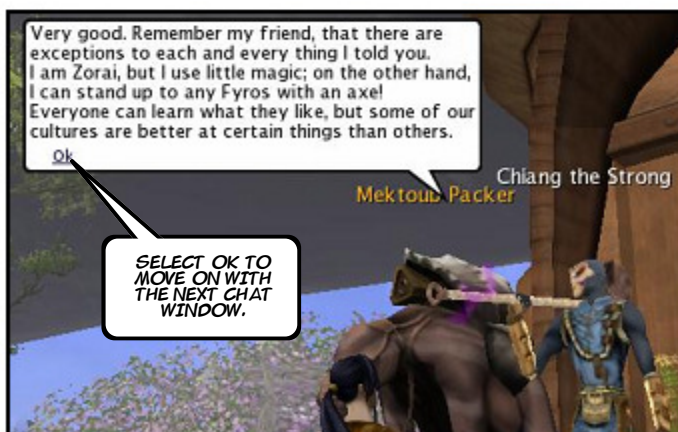 Very good. Remember my friend, that there are
exceptions to each and every thing I told you.
I am Zorai, but I use little magic; on the other hand,
I can stand up to any Fyros with an axe!
Everyone can learn what they like, but some of our
cultures are better at certain things than others.
Ok
Chiang the Strong
Mektoub Packer
SELECT OK TO
MOVE ON WITH
THE NEXT CHAT
WINDOW.